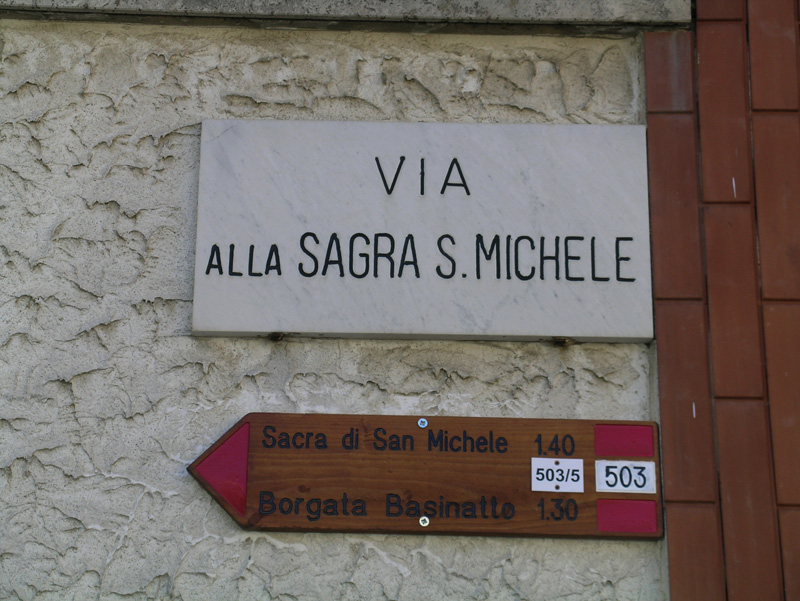 VIA
ALLA SAGRA S. MICHELE
Sacra di San Michele 1.40
503/5 503
Borgata Basinatto 1.30